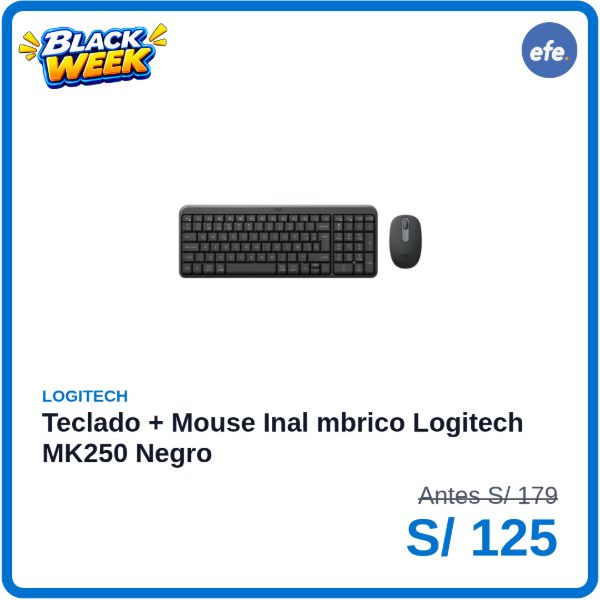 BLACK
WEEK
efe.
LOGITECH
Teclado + Mouse Inal mbrico Logitech
MK250 Negro
Antes S/ 179
S/ 125